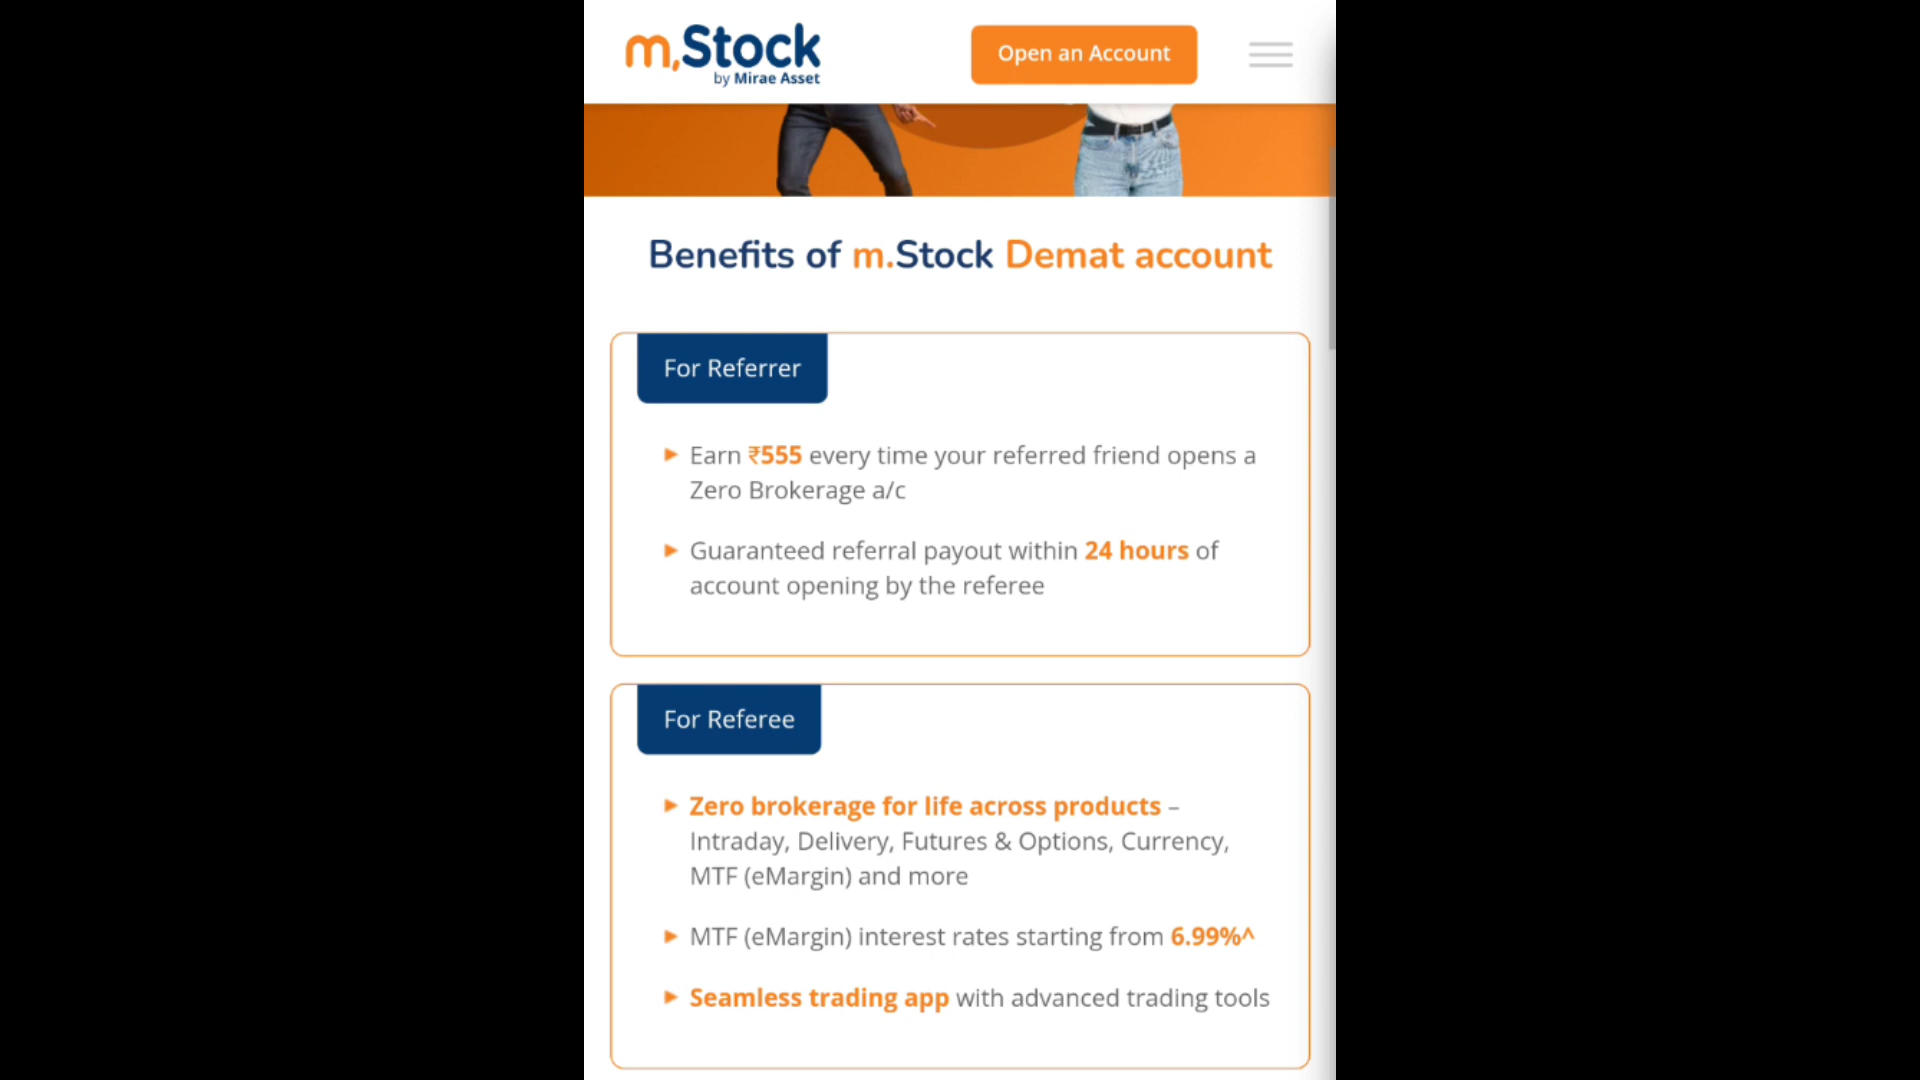 m.Stock
by Mirae Asset
Open an Account
Benefits of m.Stock Demat account
For Referrer
Earn ₹555 every time your referred friend opens a
Zero Brokerage a/c
Guaranteed referral payout within 24 hours of
account opening by the referee
For Referee
Zero brokerage for life across products –
Intraday, Delivery, Futures & Options, Currency,
MTF (eMargin) and more
MTF (eMargin) interest rates starting from 6.99%^
Seamless trading app with advanced trading tools